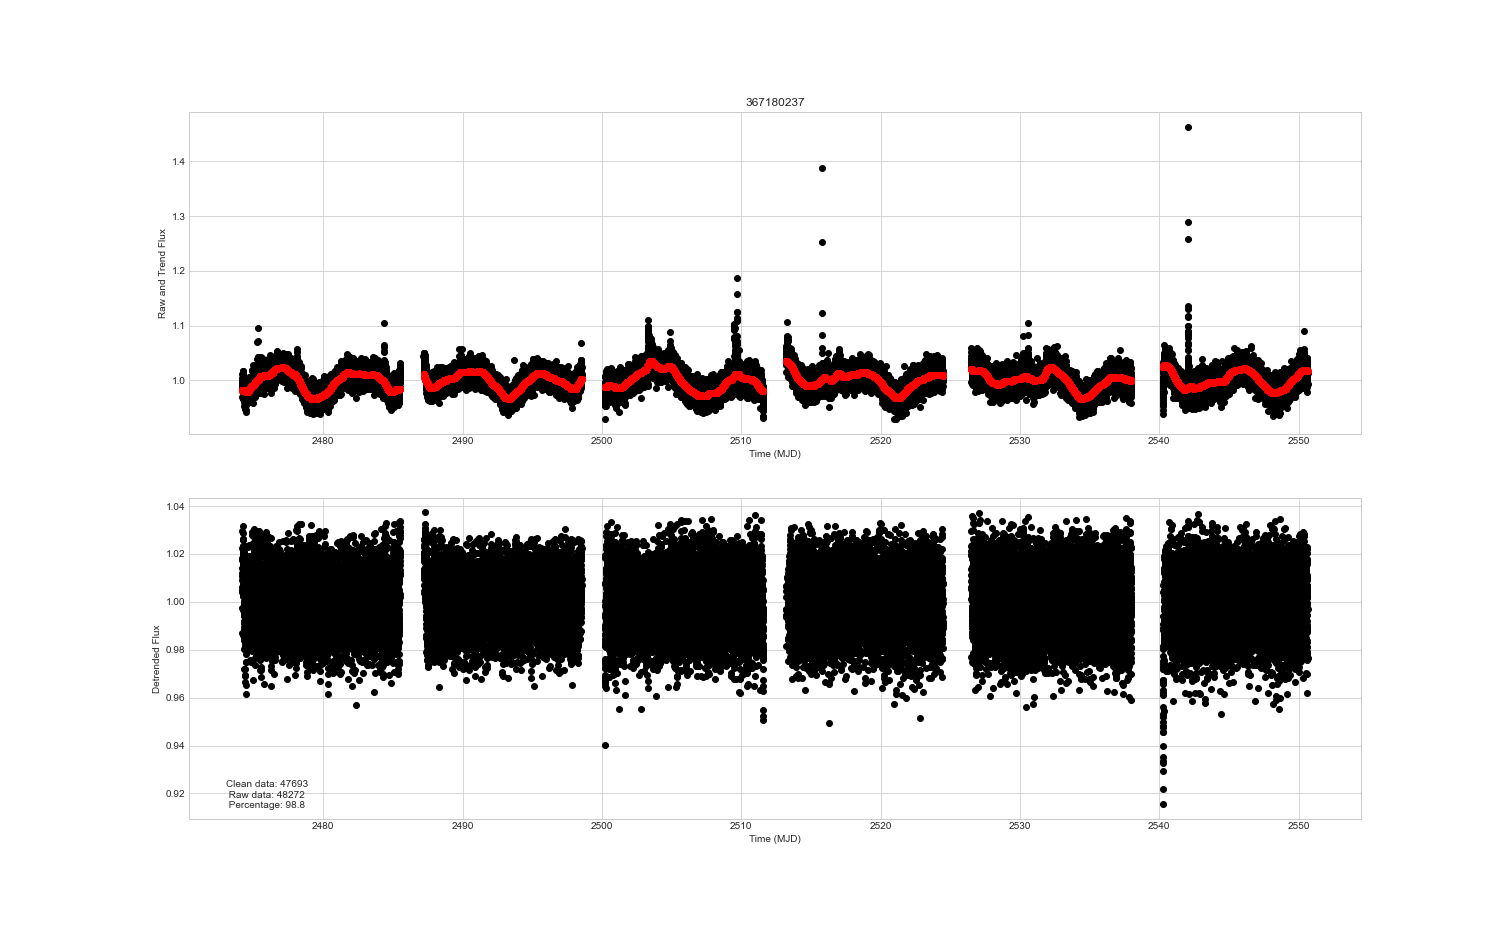 367180237
1.4
1.3
1.2
1.1
1.0
Raw and Trend Flux
2480 2490 2500 2510 2520 2530 2540 2550
Time (MJD)
1.04
1.02
1.00
0.98
0.96
0.94
0.92
Detrended Flux
Clean data: 47693
Raw data: 48272
Percentage: 98.8
2480 2490 2500 2510 2520 2530 2540 2550
Time (MJD)